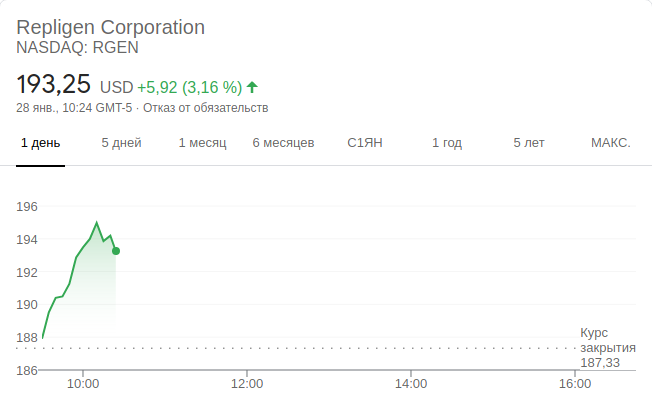 Repligen Corporation
NASDAQ: RGEN
193,25 USD +5,92 (3,16 %)
28 янв., 10:24 GMT-5 · Отказ от обязательств
1 день 5 дней 1 месяц 6 месяцев С1ЯН 1 год 5 лет МАКС.
196
194
192
190
188
Курс
закрытия
187,33
186
10:00 12:00 14:00 16:00